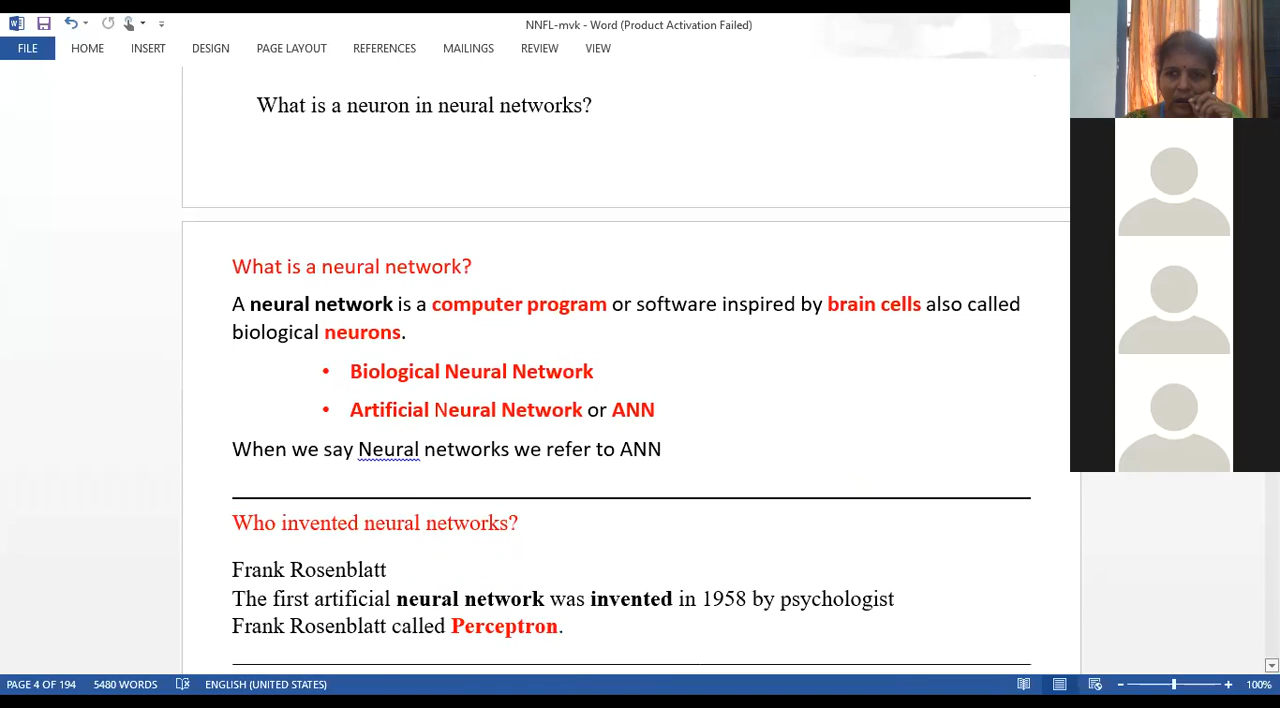 NNFL-mvk - Word (Product Activation Failed)
FILE HOME INSERT DESIGN PAGE LAYOUT REFERENCES MAILINGS REVIEW VIEW
What is a neuron in neural networks?
What is a neural network?
A neural network is a computer program or software inspired by brain cells also called
biological neurons.
• Biological Neural Network
• Artificial Neural Network or ANN
When we say Neural networks we refer to ANN
Who invented neural networks?
Frank Rosenblatt
The first artificial neural network was invented in 1958 by psychologist
Frank Rosenblatt called Perceptron.
PAGE 4 OF 194 5480 WORDS ENGLISH (UNITED STATES) 100%